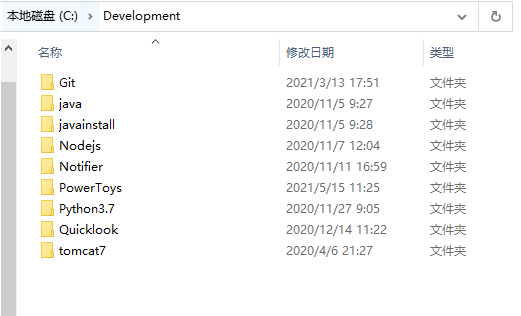 本地磁盘 (C:) > Development
名称 修改日期 类型
Git 2021/3/13 17:51 文件夹
java 2020/11/5 9:27 文件夹
javainstall 2020/11/5 9:28 文件夹
Nodejs 2020/11/7 12:04 文件夹
Notifier 2020/11/11 16:59 文件夹
PowerToys 2021/5/15 11:25 文件夹
Python3.7 2020/11/27 9:05 文件夹
Quicklook 2020/12/14 11:22 文件夹
tomcat7 2020/4/6 21:27 文件夹